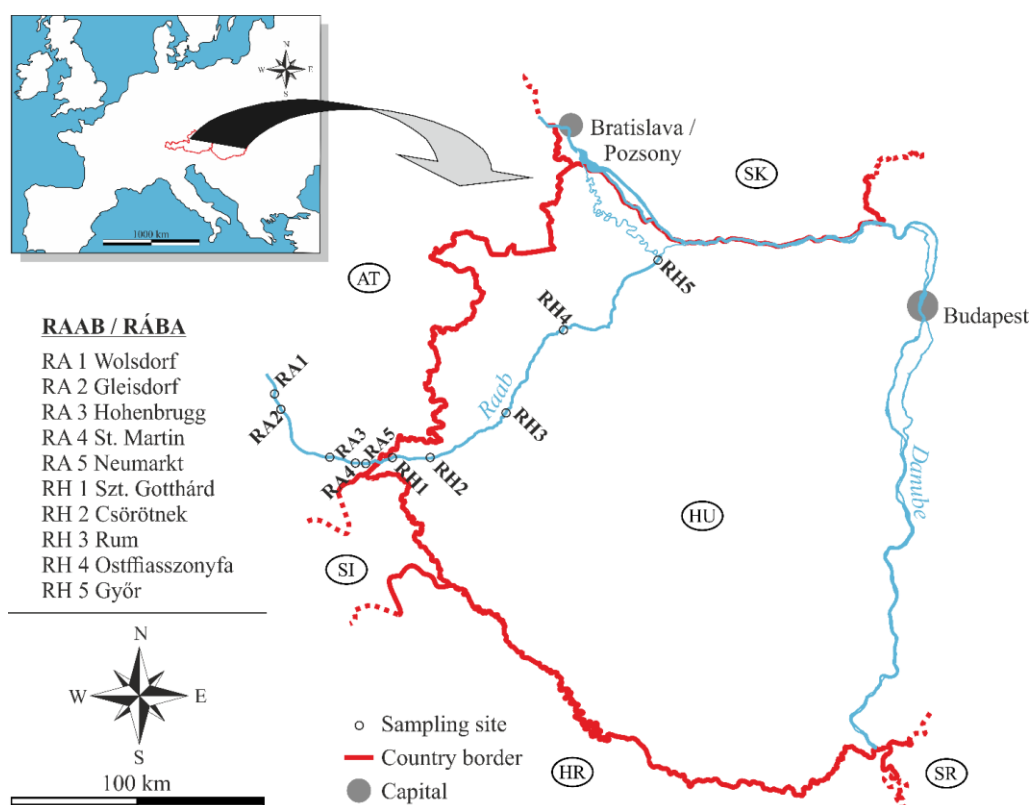 N
W E
S
1000 km
Bratislava /
Pozsony
SK
AT
RH5
RH4
Budapest
RAAB / RÁBA
RA 1 Wolsdorf
RA 2 Gleisdorf
RA 3 Hohenbrugg
RA 4 St. Martin
RA 5 Neumarkt
RH 1 Szt. Gotthárd
RH 2 Csörötnek
RH 3 Rum
RH 4 Ostffiasszonyfa
RH 5 Győr
RA1
RA2
RA3
RA4
RA5
RH1
RH2
RH3
Raab
Danube
HU
SI
N
W E
S
100 km
Sampling site
Country border
Capital
HR
SR